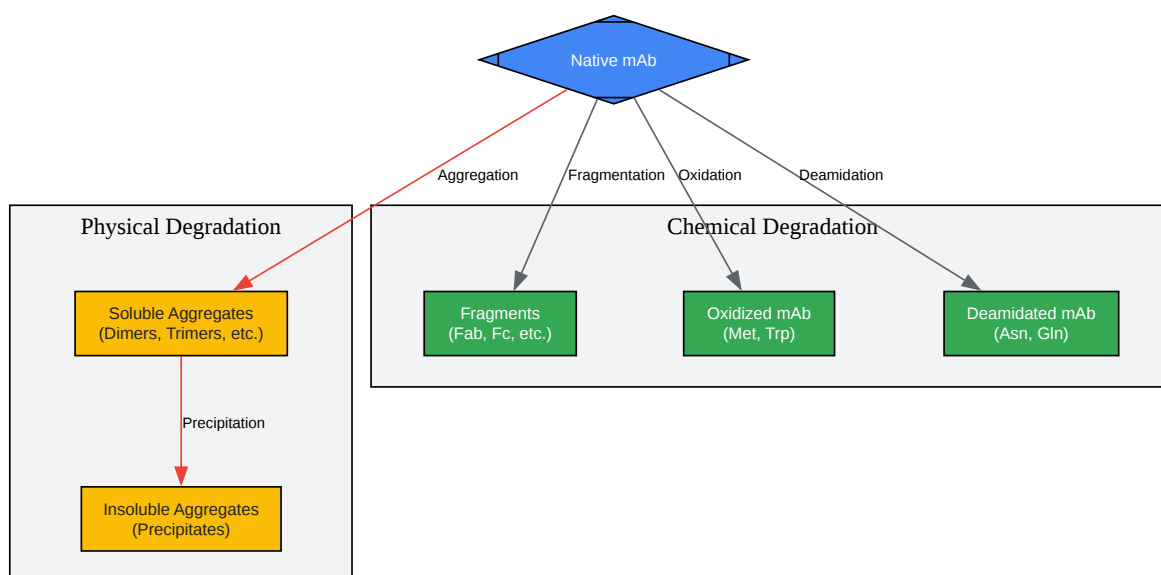 Native mAb
Aggregation
Fragmentation
Oxidation
Deamidation
Physical Degradation
Chemical Degradation
Soluble Aggregates
(Dimers, Trimers, etc.)
Fragments
(Fab, Fc, etc.)
Oxidized mAb
(Met, Trp)
Deamidated mAb
(Asn, Gln)
Precipitation
Insoluble Aggregates
(Precipitates)